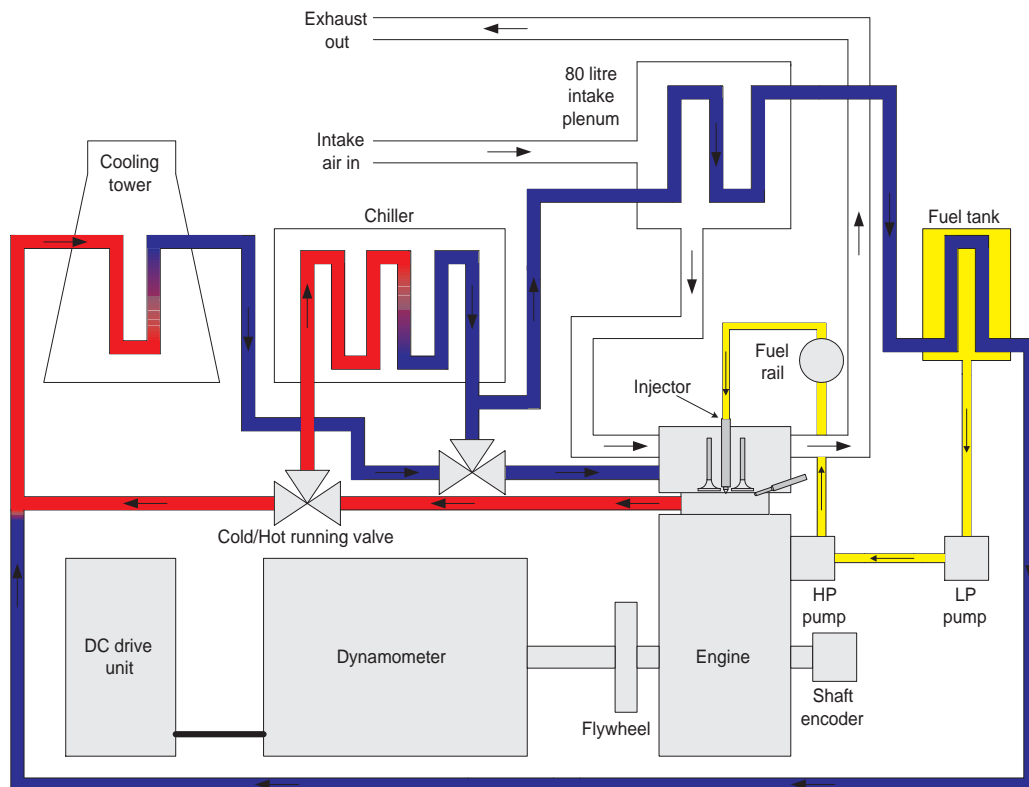 Exhaust
out
80 litre
intake
plenum
Intake
air in
Cooling
tower
Chiller
Fuel tank
Fuel
rail
Injector
Cold/Hot running valve
HP
pump
LP
pump
DC drive
unit
Dynamometer
Engine
Flywheel
Shaft
encoder